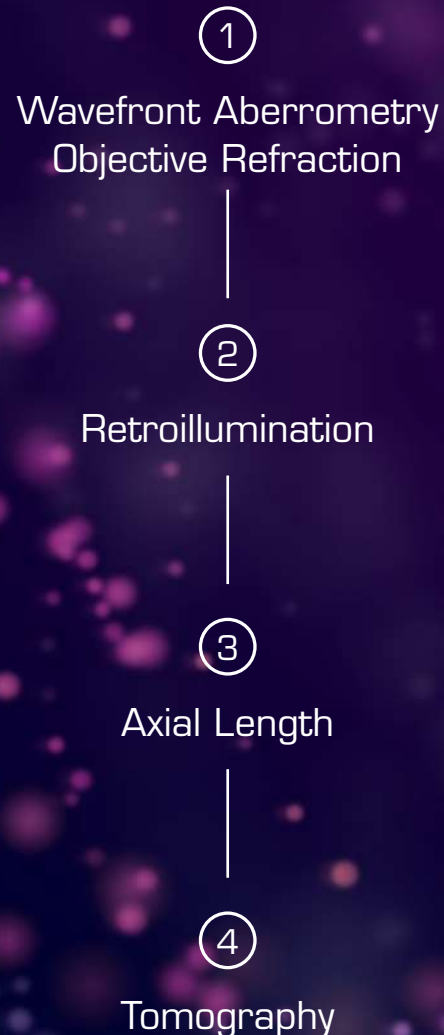 1
Wavefront Aberrometry
Objective Refraction
2
Retroillumination
3
Axial Length
4
Tomography